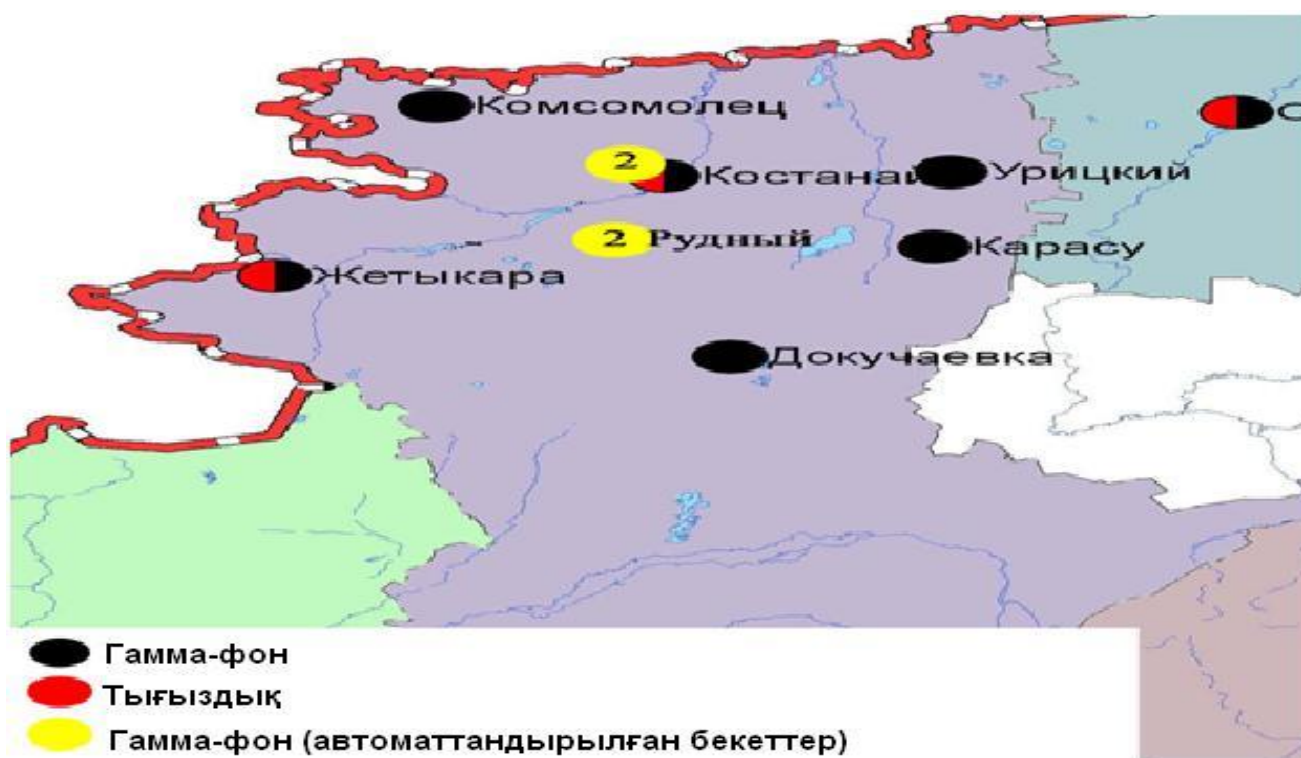 Комсомолец
2
Костанай
Урицкий
2 Рудный
Карасу
Жетыкара
Докучаевка
Гамма-фон
Тығыздық
Гамма-фон (автоматтандырылған бекеттер)